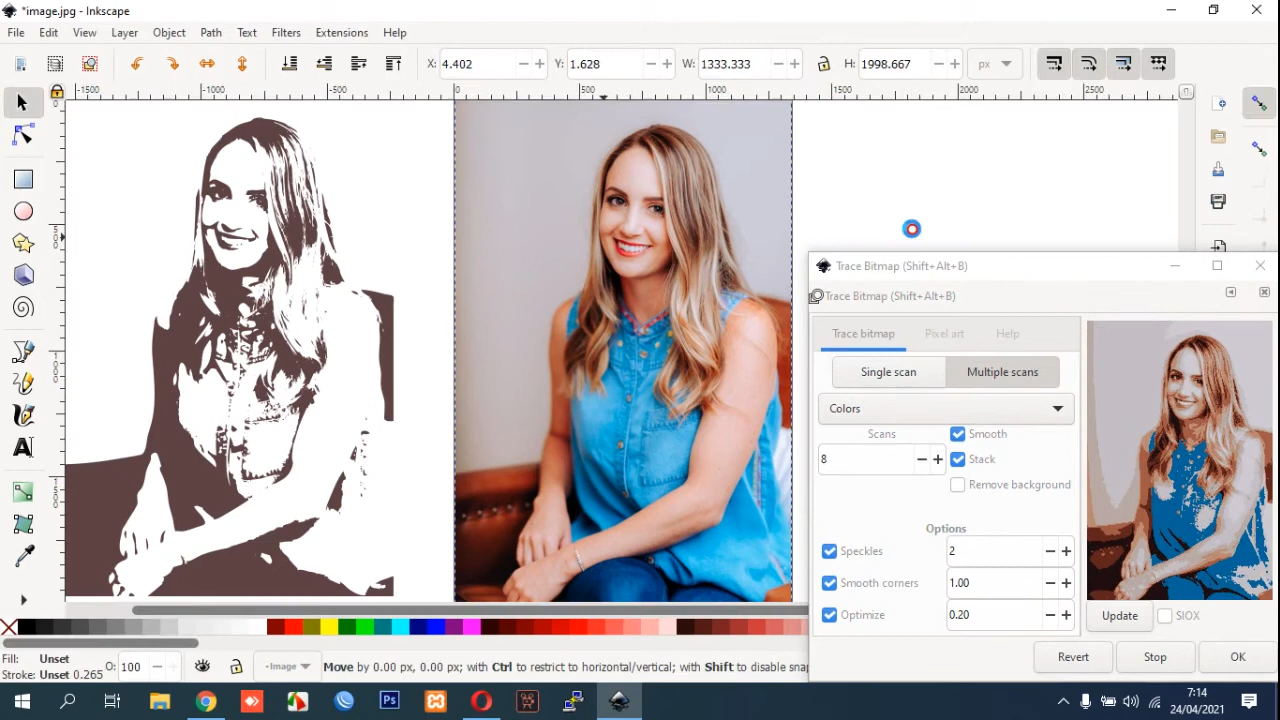 *image.jpg - Inkscape
File Edit View Layer Object Path Text Filters Extensions Help
X: 4.402 Y: 1.628 W: 1333.333 H: 1998.667 px
-1500 -1000 -500 0 500 1000 1500 2000 2500
Trace Bitmap (Shift+Alt+B)
Trace Bitmap (Shift+Alt+B)
Trace bitmap Pixel art Help
Single scan Multiple scans
Colors
Scans Smooth
8 Stack
Remove background
Options
Speckles 2
Smooth corners 1.00
Optimize 0.20
Update SIOX
Revert Stop OK
Fill: Unset
Stroke: Unset 0.265
O: 100
Image
Move by 0.00 px, 0.00 px; with Ctrl to restrict to horizontal/vertical; with Shift to disable snap
Ps
7:14
24/04/2021